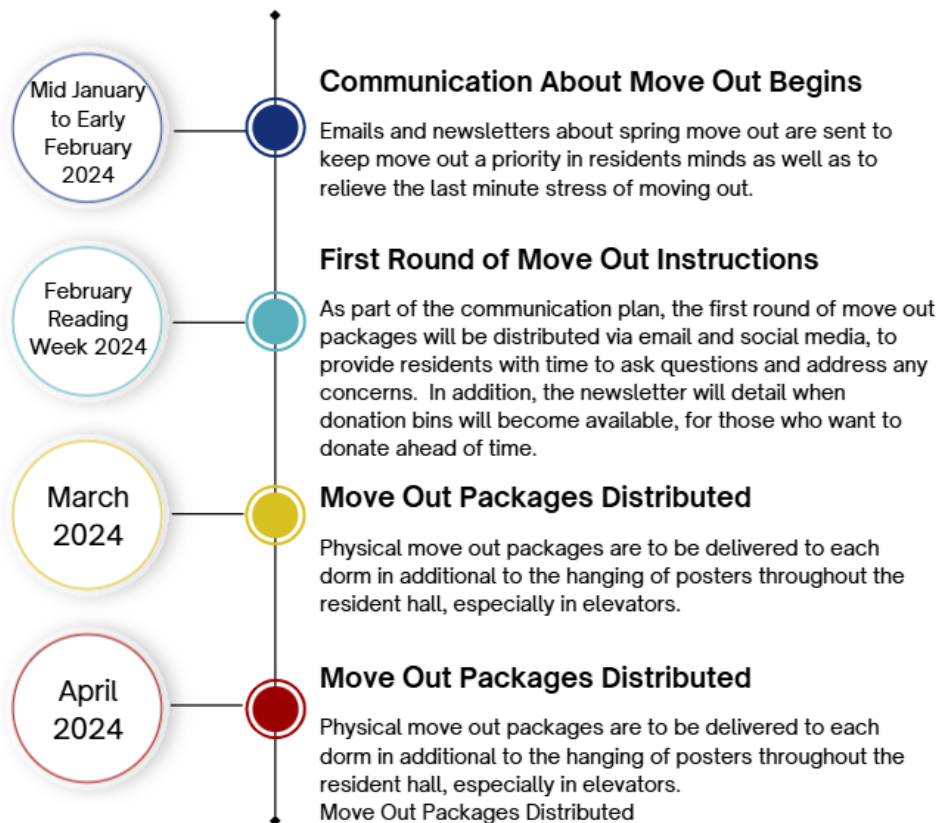 Mid January
to Early
February
2024
Communication About Move Out Begins
Emails and newsletters about spring move out are sent to
keep move out a priority in residents minds as well as to
relieve the last minute stress of moving out.
February
Reading
Week 2024
First Round of Move Out Instructions
As part of the communication plan, the first round of move out
packages will be distributed via email and social media, to
provide residents with time to ask questions and address any
concerns.  In addition, the newsletter will detail when
donation bins will become available, for those who want to
donate ahead of time.
March
2024
Move Out Packages Distributed
Physical move out packages are to be delivered to each
dorm in additional to the hanging of posters throughout the
resident hall, especially in elevators.
April
2024
Move Out Packages Distributed
Physical move out packages are to be delivered to each
dorm in additional to the hanging of posters throughout the
resident hall, especially in elevators.
Move Out Packages Distributed